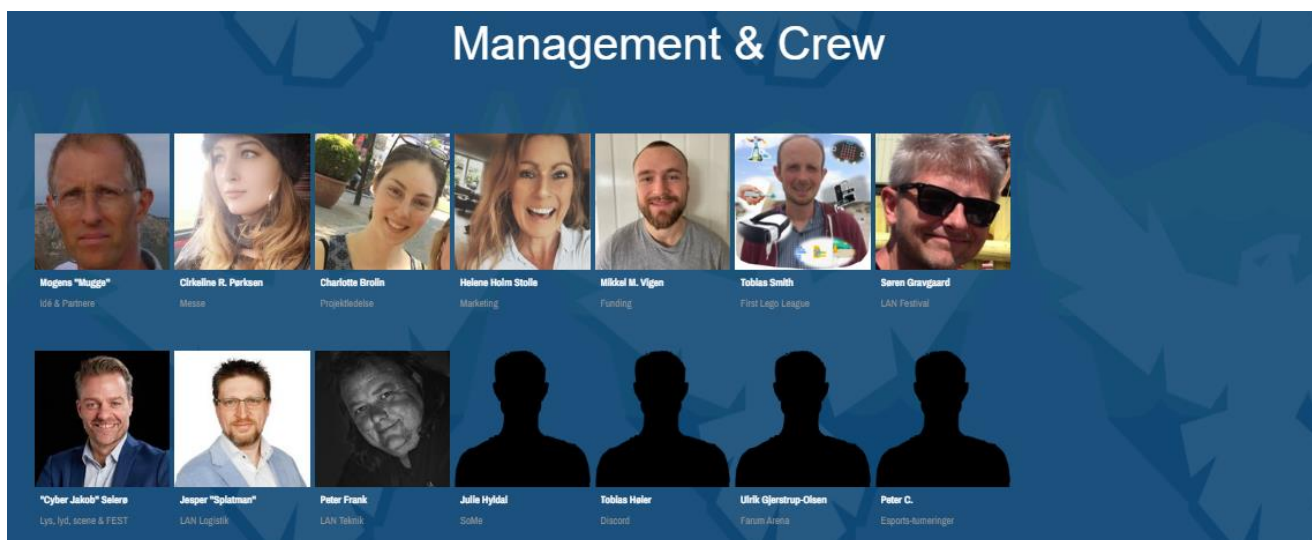 Management & Crew
Mogens "Mugge"
Idé & Partnere
Cirkeline R. Pørksen
Messe
Charlotte Brolin
Projektledelse
Helene Holm Stolle
Marketing
Mikkel M. Vigen
Funding
Tobias Smith
First Lego League
Søren Gravgaard
LAN Festival
"Cyber Jakob" Selerø
Lys, lyd, scene & FEST
Jesper "Splatman"
LAN Logistik
Peter Frank
LAN Teknik
Julie Hyldal
SoMe
Tobias Høier
Discord
Ulrik Gjerstrup-Olsen
Farum Arena
Peter C.
Esports-turneringer